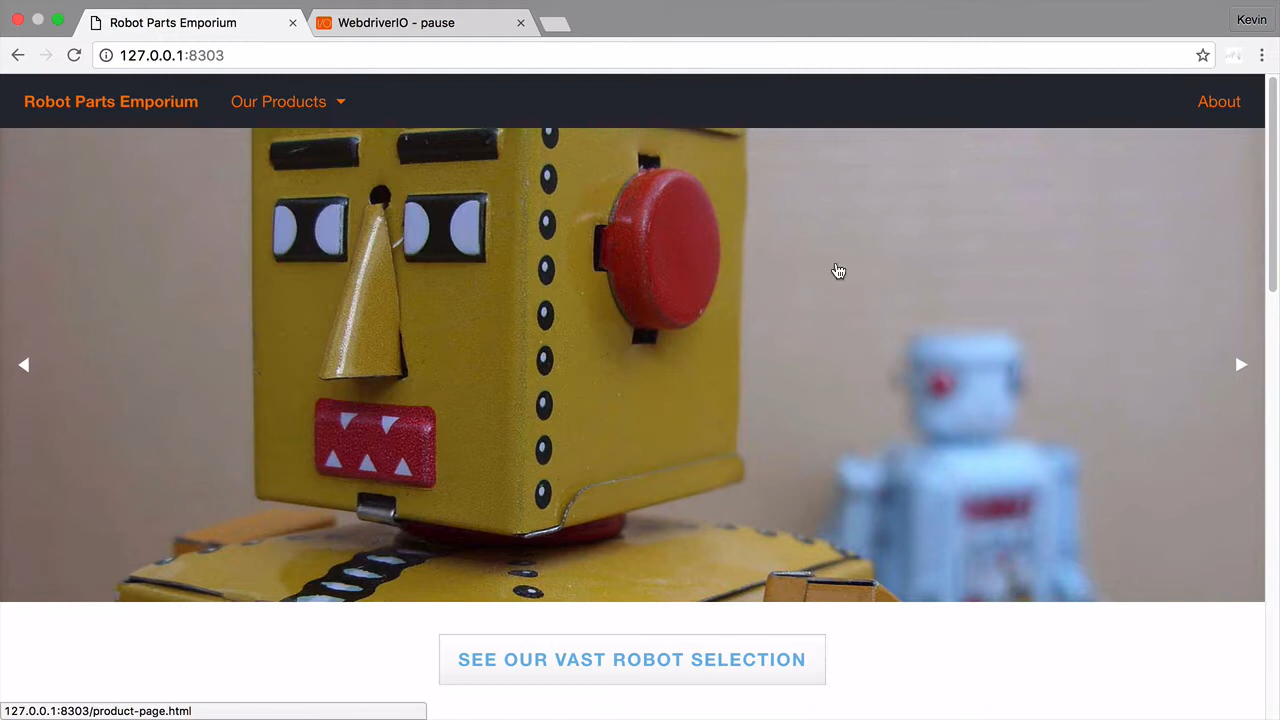 Robot Parts Emporium
WebdriverIO - pause
Kevin
127.0.0.1:8303
Robot Parts Emporium
Our Products
About
SEE OUR VAST ROBOT SELECTION
127.0.0.1:8303/product-page.html